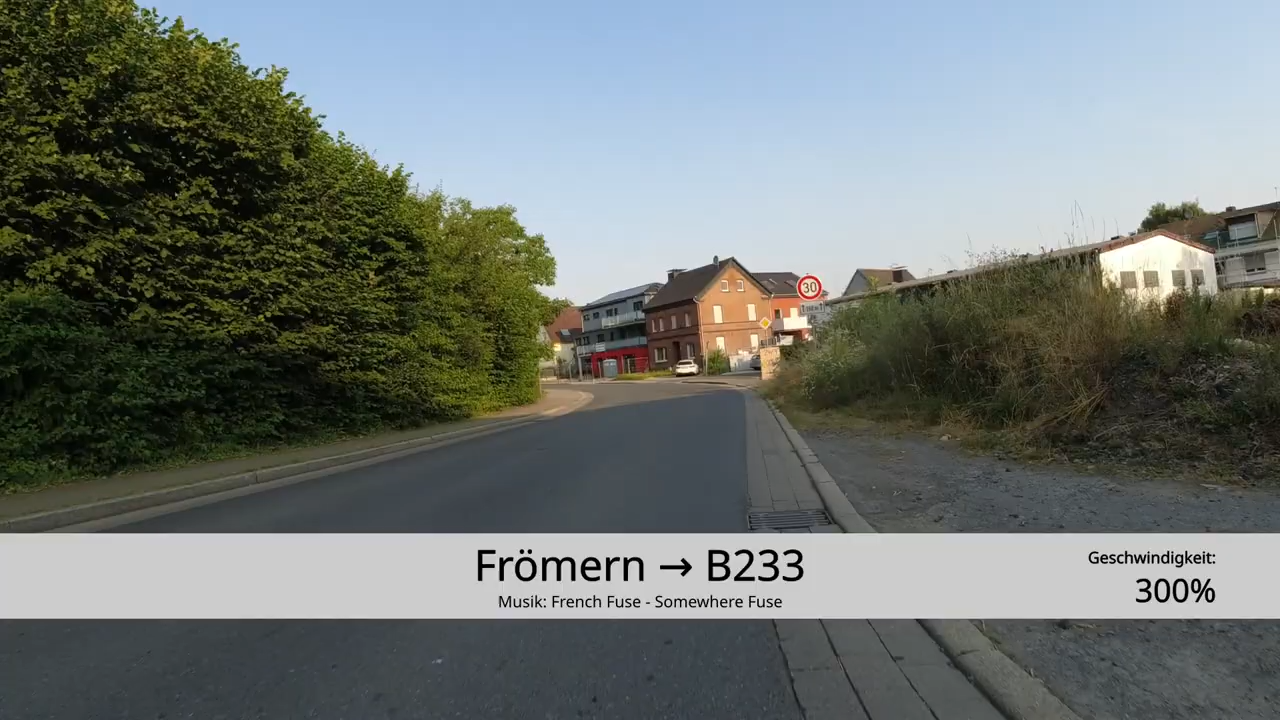 30
Frömern → B233
Musik: French Fuse - Somewhere Fuse
Geschwindigkeit:
300%